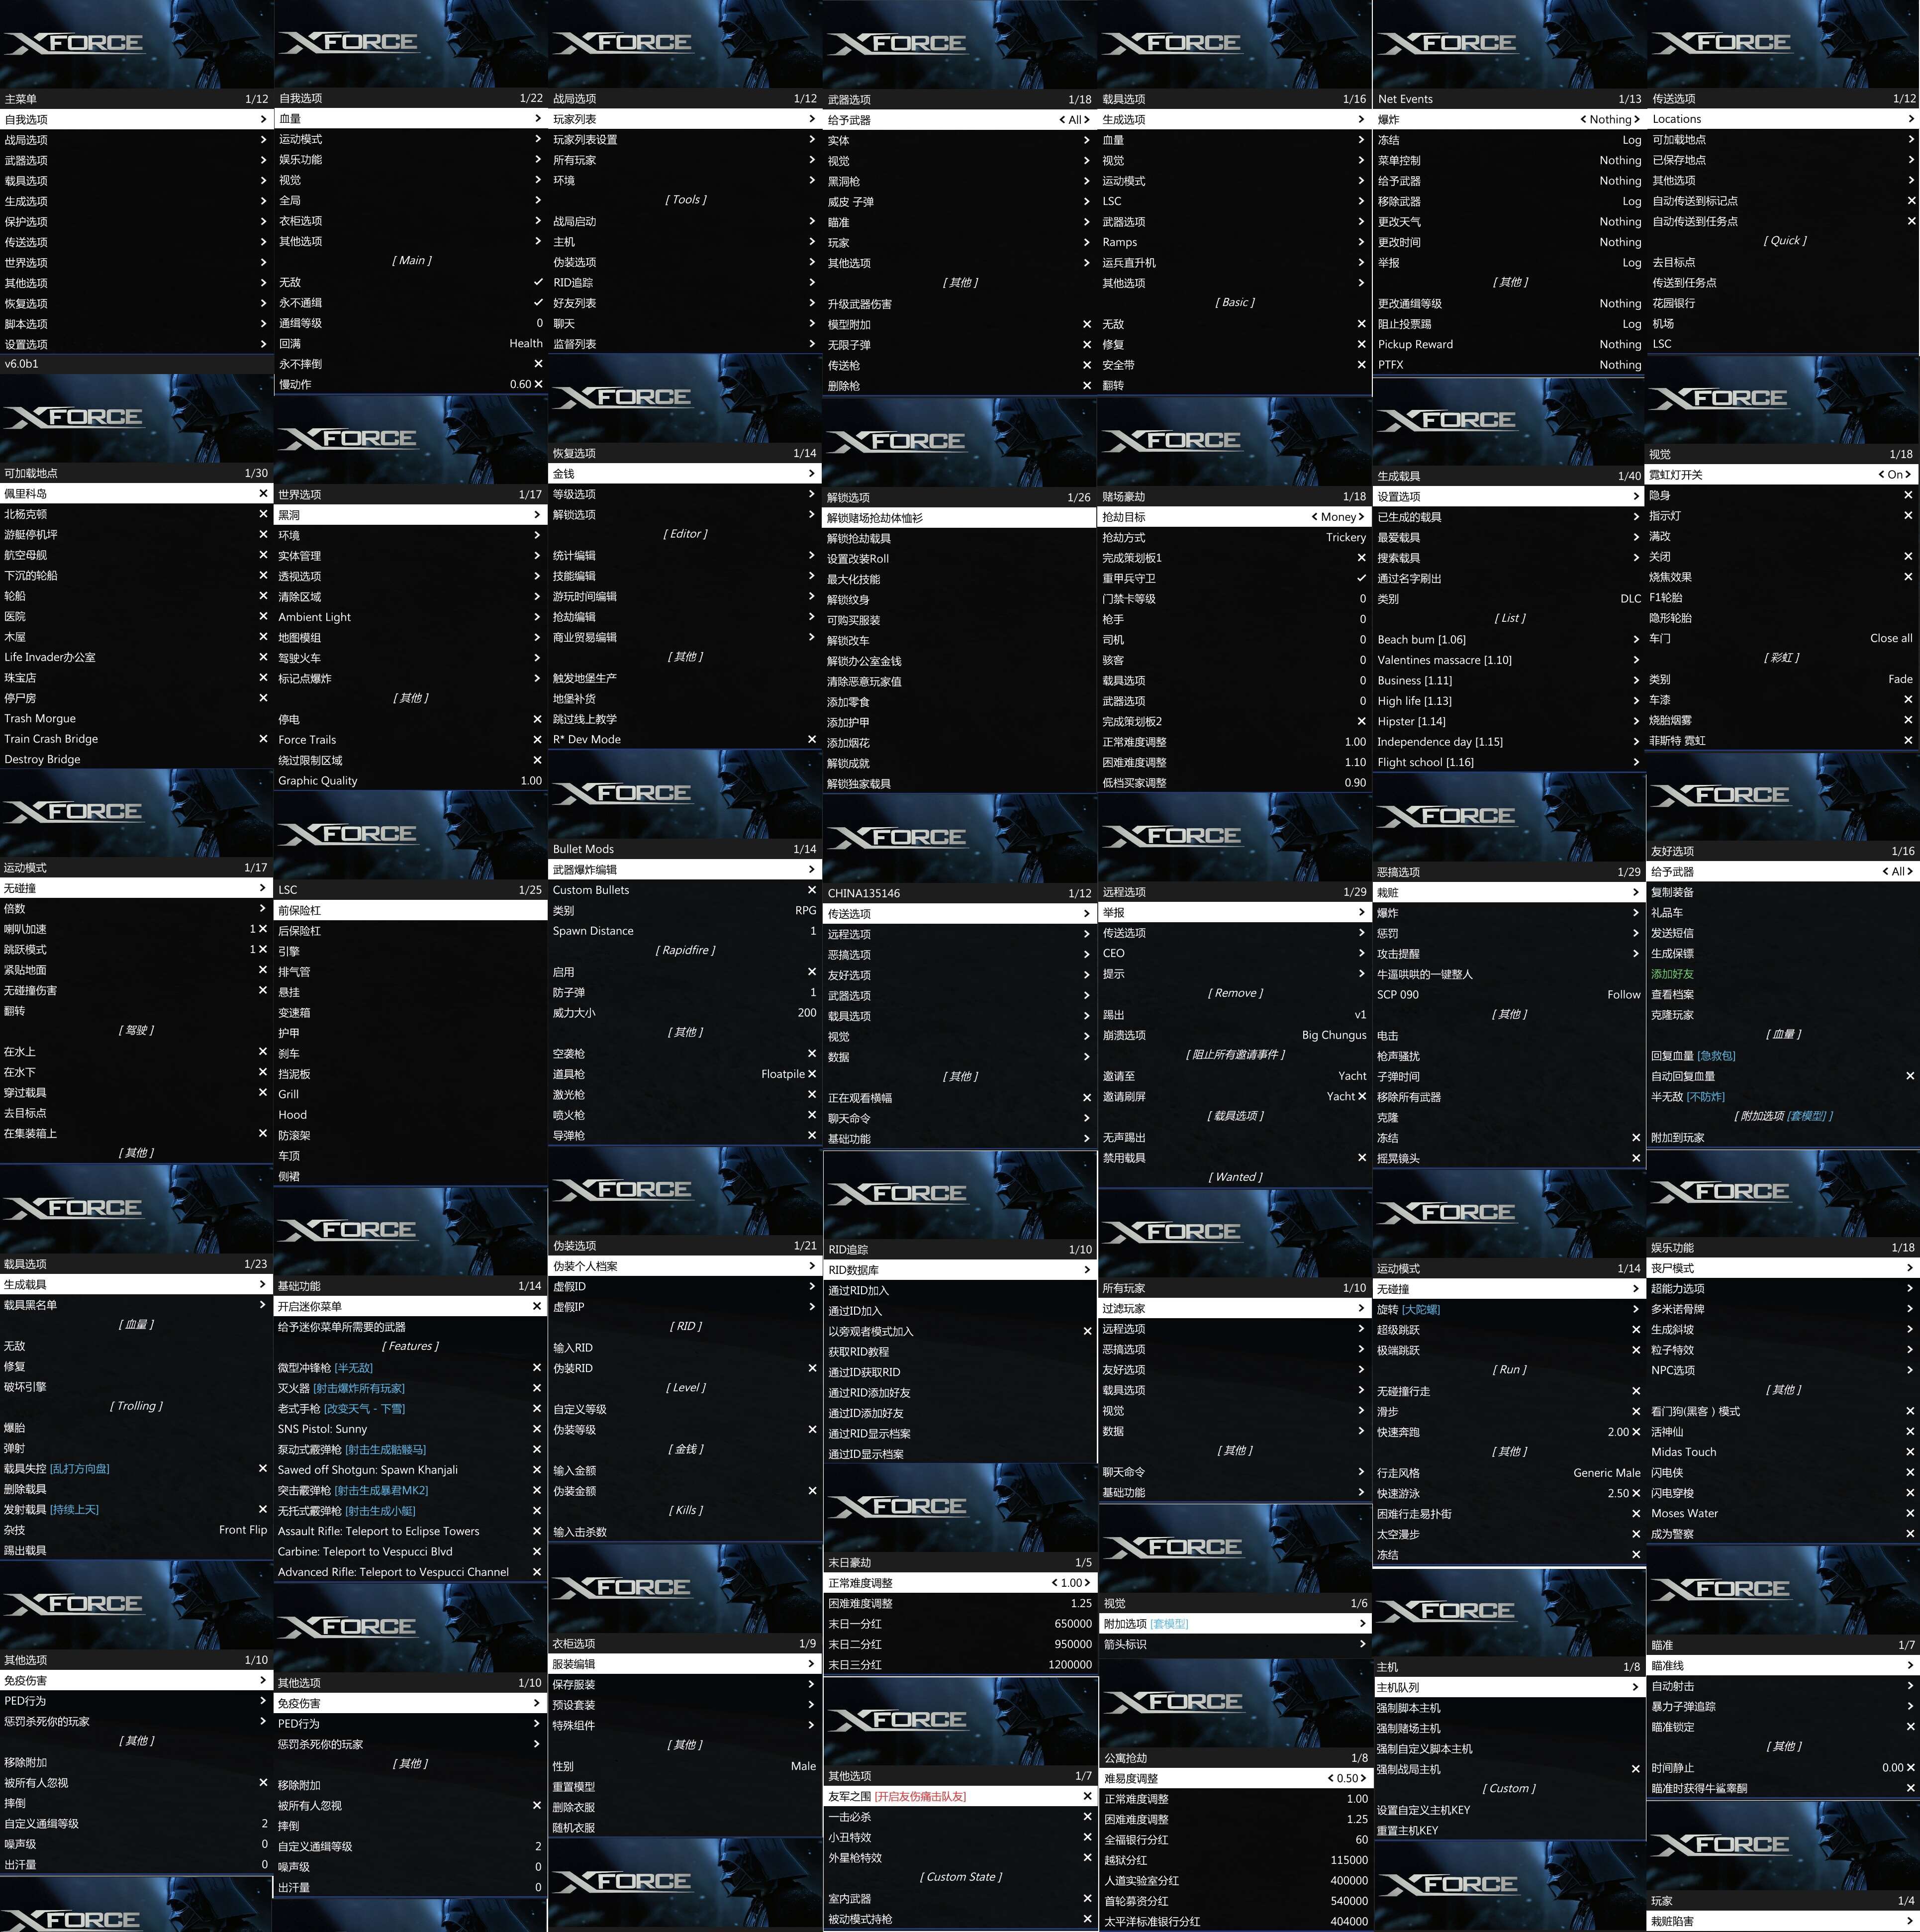 XFORCE
主菜单 1/12
自我选项
战局选项
武器选项
载具选项
生成选项
保护选项
传送选项
世界选项
其他选项
恢复选项
脚本选项
设置选项
v6.0b1
XFORCE
可加载地点 1/30
佩里科岛
北杨克顿
游艇停机坪
航空母舰
下沉的轮船
轮船
医院
木屋
Life Invader办公室
珠宝店
停尸房
Trash Morgue
Train Crash Bridge
Destroy Bridge
XFORCE
运动模式 1/17
无碰撞
倍数
喇叭加速 1
跳跃模式 1
紧贴地面
无碰撞伤害
翻转
[ 驾驶 ]
在水上
在水下
穿过载具
去目标点
在集装箱上
[ 其他 ]
XFORCE
载具选项 1/23
生成载具
载具黑名单
[ 血量 ]
无敌
修复
破坏引擎
[ Trolling ]
爆胎
弹射
载具失控 [乱打方向盘]
删除载具
发射载具 [持续上天]
杂技 Front Flip
踢出载具
XFORCE
其他选项 1/10
免疫伤害
PED行为
惩罚杀死你的玩家
[ 其他 ]
移除附加
被所有人忽视
摔倒
自定义通缉等级 2
噪声级 0
出汗量 0
XFORCE
XFORCE
自我选项 1/22
血量
运动模式
娱乐功能
视觉
全局
衣柜选项
其他选项
[ Main ]
无敌
永不通缉
通缉等级 0
回满 Health
永不摔倒
慢动作 0.60
XFORCE
世界选项 1/17
黑洞
环境
实体管理
透视选项
清除区域
Ambient Light
地图模组
驾驶火车
标记点爆炸
[ 其他 ]
停电
Force Trails
绕过限制区域
Graphic Quality 1.00
XFORCE
LSC 1/25
前保险杠
后保险杠
引擎
排气管
悬挂
变速箱
护甲
刹车
挡泥板
Grill
Hood
防滚架
车顶
侧裙
XFORCE
基础功能 1/14
开启迷你菜单
给予迷你菜单所需要的武器
[ Features ]
微型冲锋枪 [半无敌]
灭火器 [射击爆炸所有玩家]
老式手枪 [改变天气 - 下雪]
SNS Pistol: Sunny
泵动式霰弹枪 [射击生成骷髅马]
Sawed off Shotgun: Spawn Khanjali
突击霰弹枪 [射击生成暴君MK2]
无托式霰弹枪 [射击生成小艇]
Assault Rifle: Teleport to Eclipse Towers
Carbine: Teleport to Vespucci Blvd
Advanced Rifle: Teleport to Vespucci Channel
XFORCE
其他选项 1/10
免疫伤害
PED行为
惩罚杀死你的玩家
[ 其他 ]
移除附加
被所有人忽视
摔倒
自定义通缉等级 2
噪声级 0
出汗量 0
XFORCE
战局选项 1/12
玩家列表
玩家列表设置
所有玩家
环境
[ Tools ]
战局启动
主机
伪装选项
RID追踪
好友列表
聊天
监督列表
XFORCE
恢复选项 1/14
金钱
等级选项
解锁选项
[ Editor ]
统计编辑
技能编辑
游玩时间编辑
抢劫编辑
商业贸易编辑
[ 其他 ]
触发地堡生产
地堡补货
跳过线上教学
R* Dev Mode
XFORCE
Bullet Mods 1/14
武器爆炸编辑
Custom Bullets
类别 RPG
Spawn Distance 1
[ Rapidfire ]
启用
防子弹 1
威力大小 200
[ 其他 ]
空袭枪
道具枪 Floatpile
激光枪
喷火枪
导弹枪
XFORCE
伪装选项 1/21
伪装个人档案
虚假ID
虚假IP
[ RID ]
输入RID
伪装RID
[ Level ]
自定义等级
伪装等级
[ 金钱 ]
输入金额
伪装金额
[ Kills ]
输入击杀数
XFORCE
衣柜选项 1/9
服装编辑
保存服装
预设套装
特殊组件
[ 其他 ]
性别 Male
重置模型
删除衣服
随机衣服
XFORCE
XFORCE
武器选项 1/18
给予武器 < All >
实体
视觉
黑洞枪
威皮 子弹
瞄准
玩家
其他选项
[ 其他 ]
升级武器伤害
模型附加
无限子弹
传送枪
删除枪
XFORCE
解锁选项 1/26
解锁赌场抢劫体恤衫
解锁抢劫载具
设置改装Roll
最大化技能
解锁纹身
可购买服装
解锁改车
解锁办公室金钱
清除恶意玩家值
添加零食
添加护甲
添加烟花
解锁成就
解锁独家载具
XFORCE
CHINA135146 1/12
传送选项
远程选项
恶搞选项
友好选项
武器选项
载具选项
视觉
数据
[ 其他 ]
正在观看横幅
聊天命令
基础功能
XFORCE
RID追踪 1/10
RID数据库
通过RID加入
通过ID加入
以旁观者模式加入
获取RID教程
通过ID获取RID
通过RID添加好友
通过ID添加好友
通过RID显示档案
通过ID显示档案
XFORCE
末日豪劫 1/5
正常难度调整 < 1.00 >
困难难度调整 1.25
末日一分红 650000
末日二分红 950000
末日三分红 1200000
XFORCE
其他选项 1/7
友军之围 [开启友伤痛击队友]
一击必杀
小丑特效
外星枪特效
[ Custom State ]
室内武器
被动模式持枪
XFORCE
载具选项 1/16
生成选项
血量
视觉
运动模式
LSC
武器选项
Ramps
运兵直升机
其他选项
[ Basic ]
无敌
修复
安全带
翻转
XFORCE
赌场豪劫 1/18
抢劫目标 < Money >
抢劫方式 Trickery
完成策划板1
重甲兵守卫
门禁卡等级 0
枪手 0
司机 0
骇客 0
载具选项 0
武器选项 0
完成策划板2
正常难度调整 1.00
困难难度调整 1.10
低档买家调整 0.90
XFORCE
远程选项 1/29
举报
传送选项
CEO
提示
[ Remove ]
踢出 v1
崩溃选项 Big Chungus
[ 阻止所有邀请事件 ]
邀请至 Yacht
邀请刷屏 Yacht
[ 载具选项 ]
无声踢出
禁用载具
[ Wanted ]
XFORCE
所有玩家 1/10
过滤玩家
远程选项
恶搞选项
友好选项
载具选项
视觉
数据
[ 其他 ]
聊天命令
基础功能
XFORCE
视觉 1/6
附加选项 [套模型]
箭头标识
XFORCE
公寓抢劫 1/8
难易度调整 < 0.50 >
正常难度调整 1.00
困难难度调整 1.25
全福银行分红 60
越狱分红 115000
人道实验室分红 400000
首轮募资分红 540000
太平洋标准银行分红 404000
XFORCE
Net Events 1/13
爆炸 < Nothing >
冻结 Log
菜单控制 Nothing
给予武器 Nothing
移除武器 Log
更改天气 Nothing
更改时间 Nothing
举报 Log
[ 其他 ]
更改通缉等级 Nothing
阻止投票踢 Log
Pickup Reward Nothing
PTFX Nothing
XFORCE
生成载具 1/40
设置选项
已生成的载具
最爱载具
搜索载具
通过名字刷出
类别 DLC
[ List ]
Beach bum [1.06]
Valentines massacre [1.10]
Business [1.11]
High life [1.13]
Hipster [1.14]
Independence day [1.15]
Flight school [1.16]
XFORCE
恶搞选项 1/29
栽赃
爆炸
惩罚
攻击提醒
牛逼哄哄的一键整人
SCP 090 Follow
[ 其他 ]
电击
枪声骚扰
子弹时间
移除所有武器
克隆
冻结
摇晃镜头
XFORCE
运动模式 1/14
无碰撞
旋转 [大陀螺]
超级跳跃
极端跳跃
[ Run ]
无碰撞行走
滑步
快速奔跑 2.00
[ 其他 ]
行走风格 Generic Male
快速游泳 2.50
困难行走易扑街
太空漫步
冻结
XFORCE
主机 1/8
主机队列
强制脚本主机
强制赌场主机
强制自定义脚本主机
强制战局主机
[ Custom ]
设置自定义主机KEY
重置主机KEY
XFORCE
XFORCE
传送选项 1/12
Locations
可加载地点
已保存地点
其他选项
自动传送到标记点
自动传送到任务点
[ Quick ]
去目标点
传送到任务点
花园银行
机场
LSC
XFORCE
视觉 1/18
霓虹灯开关 < On >
隐身
指示灯
满改
关闭
烧焦效果
F1轮胎
隐形轮胎
车门 Close all
[ 彩虹 ]
类别 Fade
车漆
烧胎烟雾
菲斯特 霓虹
XFORCE
友好选项 1/16
给予武器 < All >
复制装备
礼品车
发送短信
生成保镖
添加好友
查看档案
克隆玩家
[ 血量 ]
回复血量 [急救包]
自动回复血量
半无敌 [不防炸]
[ 附加选项 [套模型] ]
附加到玩家
XFORCE
娱乐功能 1/18
丧尸模式
超能力选项
多米诺骨牌
生成斜坡
粒子特效
NPC选项
[ 其他 ]
看门狗(黑客 ) 模式
活神仙
Midas Touch
闪电侠
闪电穿梭
Moses Water
成为警察
XFORCE
瞄准 1/7
瞄准线
自动射击
暴力子弹追踪
瞄准锁定
[ 其他 ]
时间静止 0.00
瞄准时获得牛鲨睾酮
XFORCE
玩家 1/4
栽赃陷害